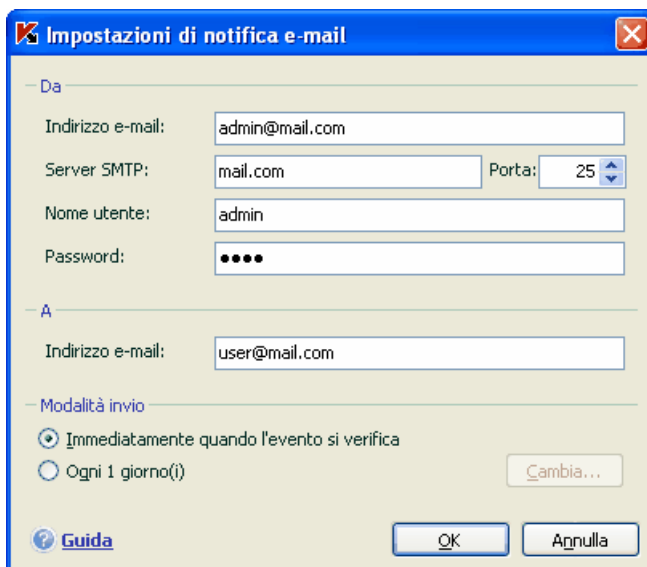 Impostazioni di notifica e-mail
Da
Indirizzo e-mail: admin@mail.com
Server SMTP: mail.com Porta: 25
Nome utente: admin
Password: ••••
A
Indirizzo e-mail: user@mail.com
Modalità invio
Immediatamente quando l'evento si verifica
Ogni 1 giorno(i) Cambia...
Guida OK Annulla